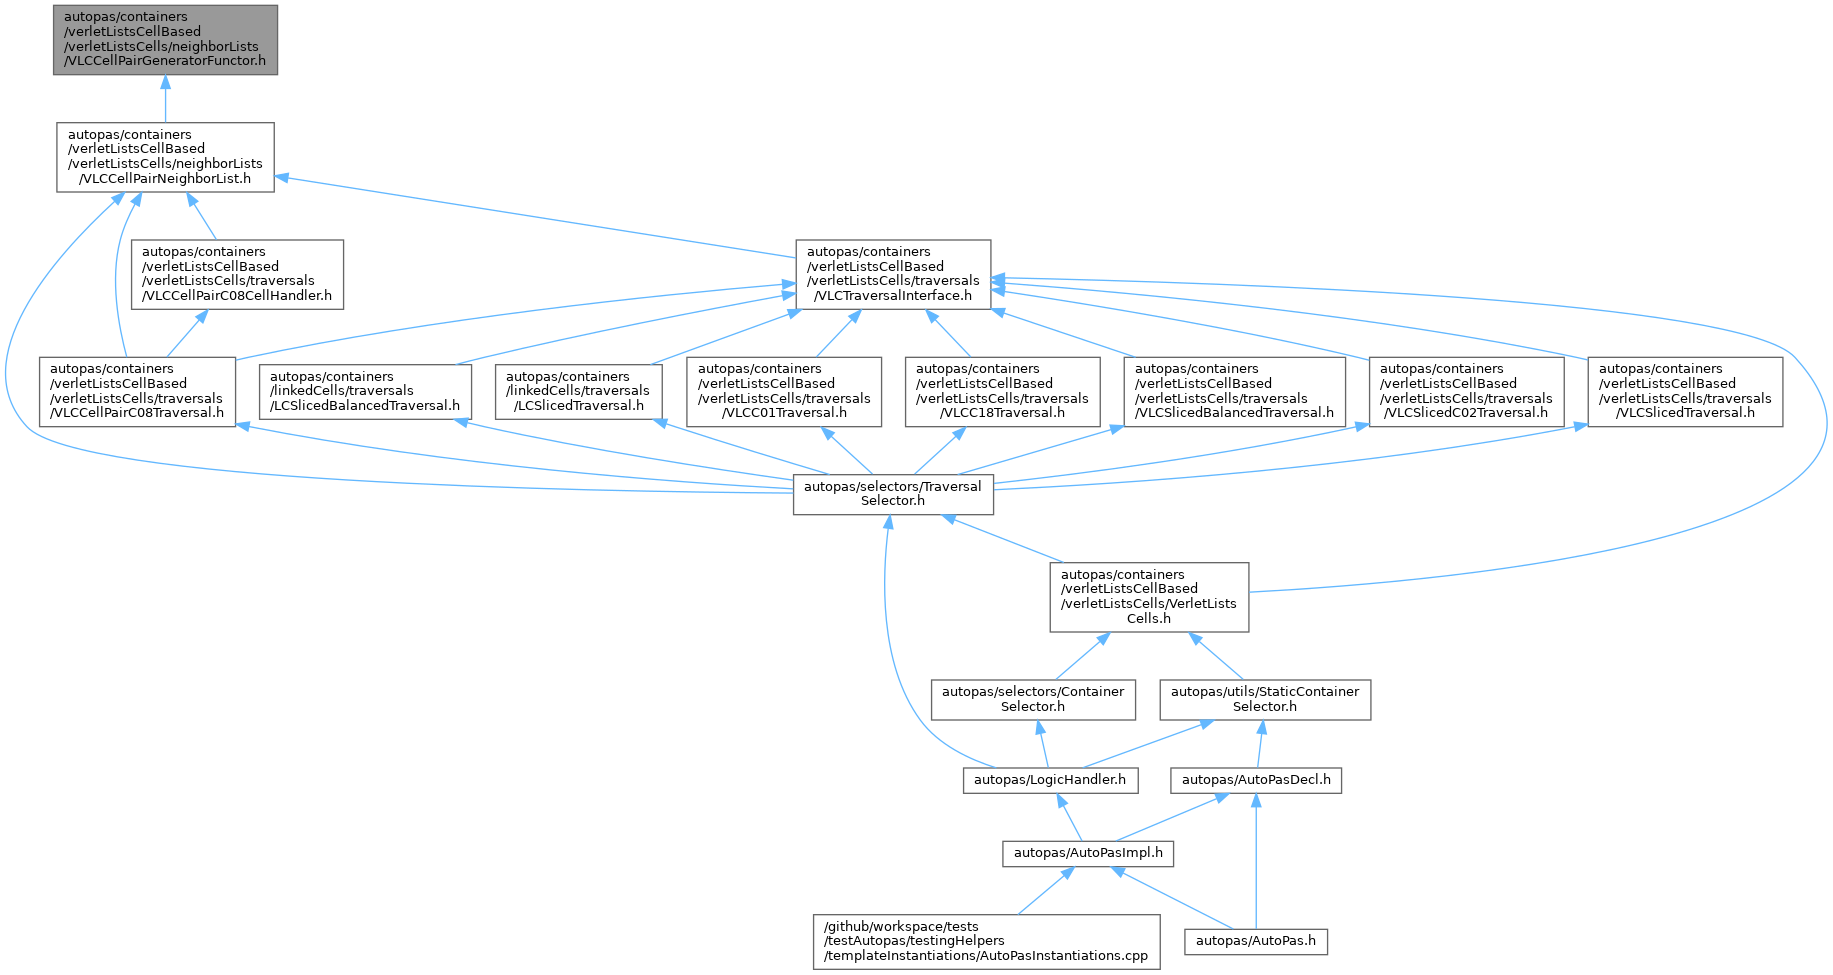 autopas/containers
/verletListsCellBased
/verletListsCells/neighborLists
/VLCCellPairGeneratorFunctor.h
autopas/containers
/verletListsCellBased
/verletListsCells/neighborLists
/VLCCellPairNeighborList.h
autopas/containers
/verletListsCellBased
/verletListsCells/traversals
/VLCCellPairC08CellHandler.h
autopas/containers
/verletListsCellBased
/verletListsCells/traversals
/VLCTraversalInterface.h
autopas/containers
/verletListsCellBased
/verletListsCells/traversals
/VLCCellPairC08Traversal.h
autopas/containers
/linkedCells/traversals
/LCSlicedBalancedTraversal.h
autopas/containers
/linkedCells/traversals
/LCSlicedTraversal.h
autopas/containers
/verletListsCellBased
/verletListsCells/traversals
/VLCC01Traversal.h
autopas/containers
/verletListsCellBased
/verletListsCells/traversals
/VLCC18Traversal.h
autopas/containers
/verletListsCellBased
/verletListsCells/traversals
/VLCSlicedBalancedTraversal.h
autopas/containers
/verletListsCellBased
/verletListsCells/traversals
/VLCSlicedC02Traversal.h
autopas/containers
/verletListsCellBased
/verletListsCells/traversals
/VLCSlicedTraversal.h
autopas/selectors/Traversal
Selector.h
autopas/containers
/verletListsCellBased
/verletListsCells/VerletLists
Cells.h
autopas/selectors/Container
Selector.h
autopas/utils/StaticContainer
Selector.h
autopas/LogicHandler.h
autopas/AutoPasDecl.h
autopas/AutoPasImpl.h
/github/workspace/tests
/testAutopas/testingHelpers
/templateInstantiations/AutoPasInstantiations.cpp
autopas/AutoPas.h